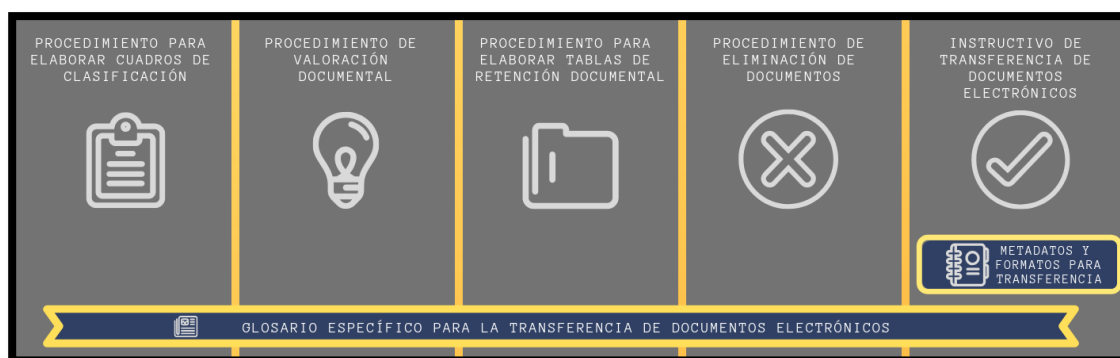 PROCEDIMIENTO PARA
ELABORAR CUADROS DE
CLASIFICACIÓN
PROCEDIMIENTO DE
VALORACIÓN
DOCUMENTAL
PROCEDIMIENTO PARA
ELABORAR TABLAS DE
RETENCIÓN DOCUMENTAL
PROCEDIMIENTO DE
ELIMINACIÓN DE
DOCUMENTOS
INSTRUCTIVO DE
TRANSFERENCIA DE
DOCUMENTOS
ELECTRÓNICOS
METADATOS Y
FORMATOS PARA
TRANSFERENCIA
GLOSARIO ESPECÍFICO PARA LA TRANSFERENCIA DE DOCUMENTOS ELECTRÓNICOS